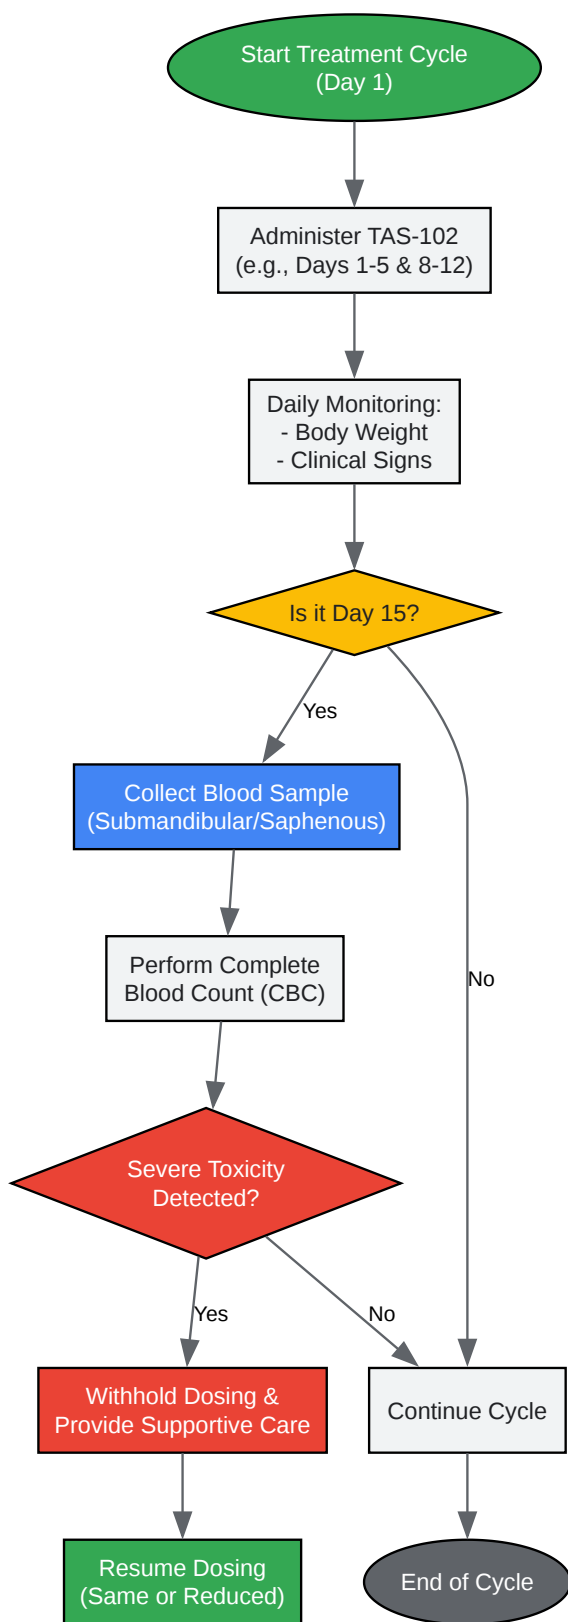 Start Treatment Cycle
(Day 1)
Administer TAS-102
(e.g., Days 1-5 & 8-12)
Daily Monitoring:
- Body Weight
- Clinical Signs
Is it Day 15?
Yes
Collect Blood Sample
(Submandibular/Saphenous)
Perform Complete
Blood Count (CBC)
No
Severe Toxicity
Detected?
Yes
No
Withhold Dosing &
Provide Supportive Care
Continue Cycle
Resume Dosing
(Same or Reduced)
End of Cycle